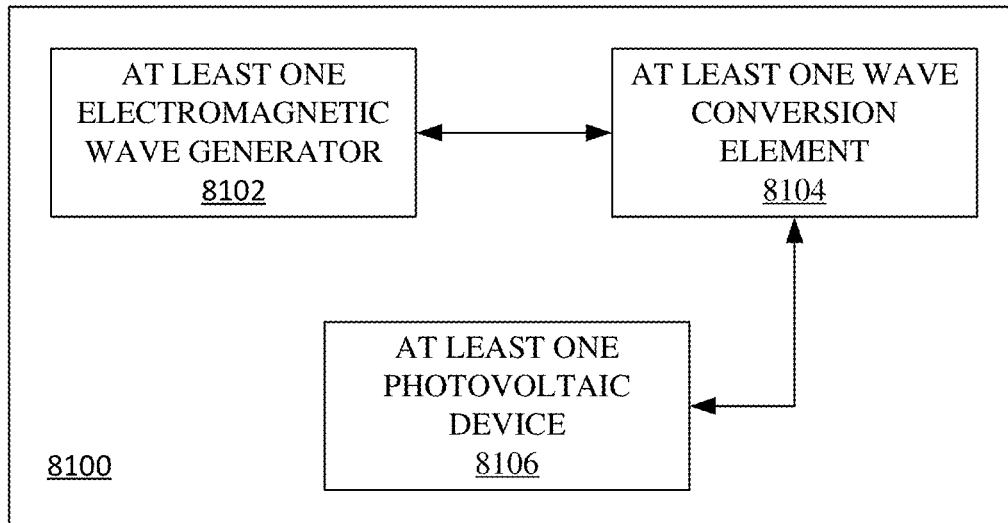 AT LEAST ONE
ELECTROMAGNETIC
WAVE GENERATOR
8102
AT LEAST ONE WAVE
CONVERSION
ELEMENT
8104
AT LEAST ONE
PHOTOVOLTAIC
DEVICE
8106
8100